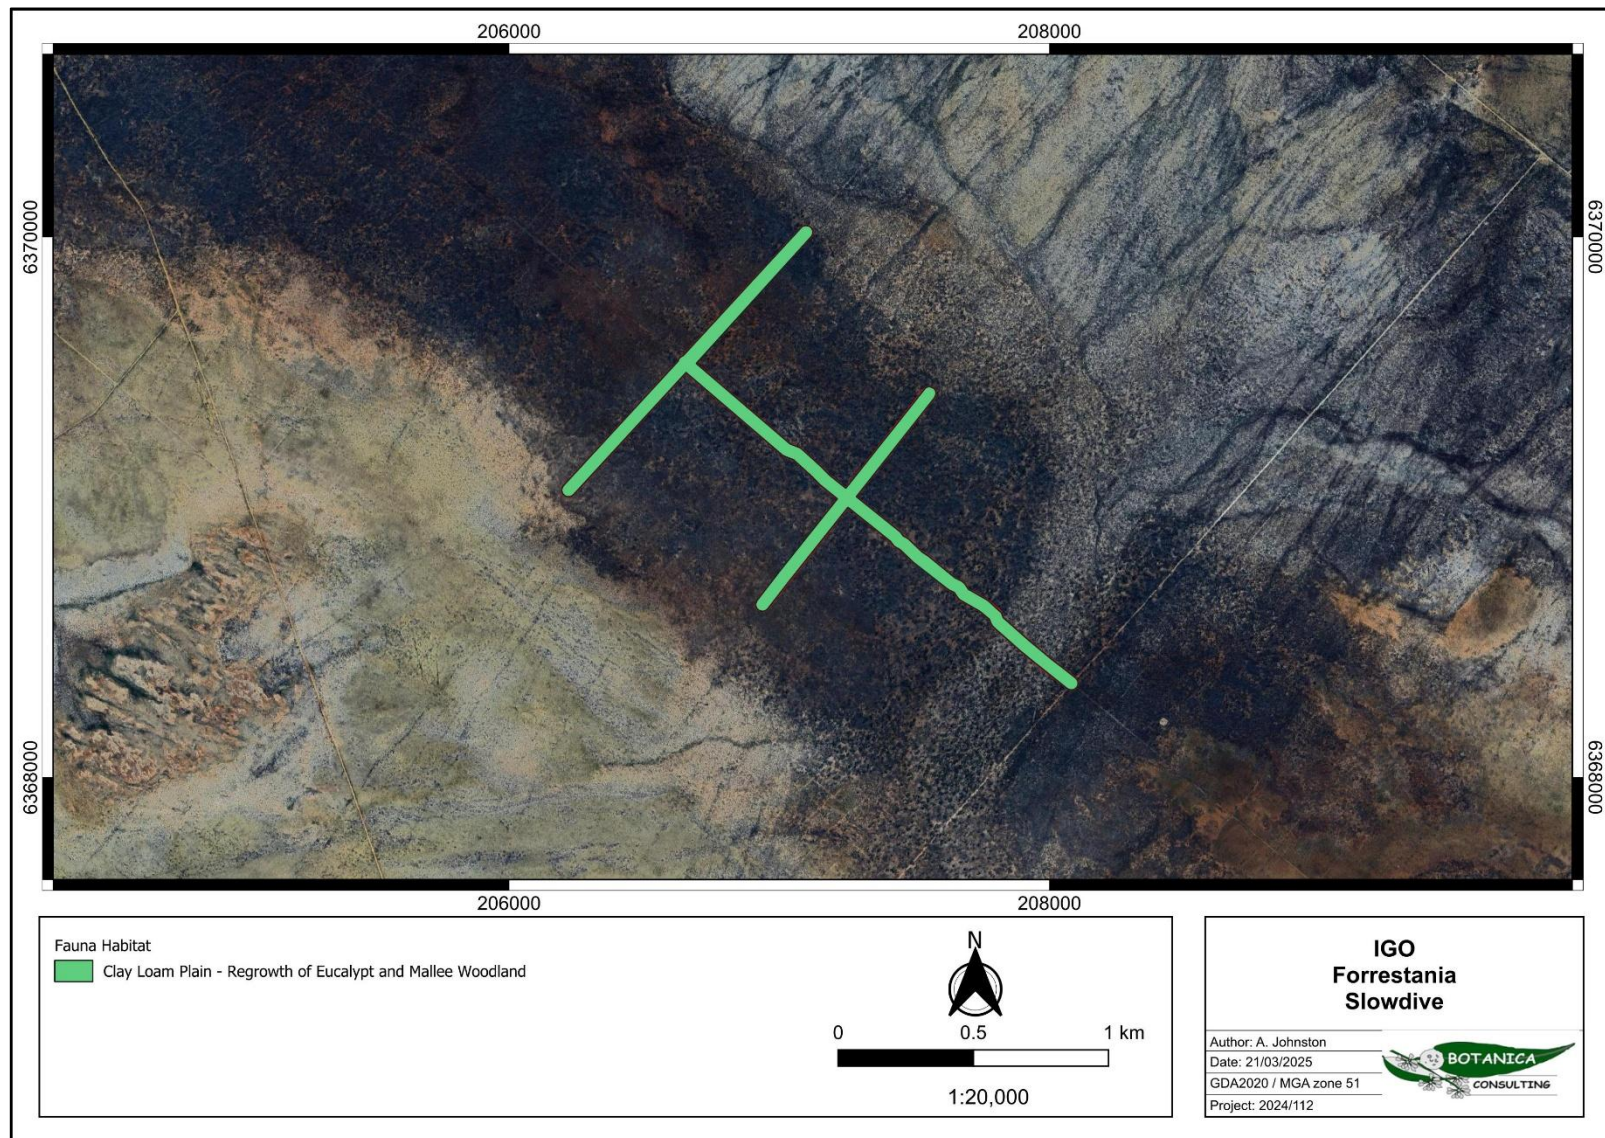 206000
208000
6370000
6370000
6368000
6368000
206000
208000
Fauna Habitat
Clay Loam Plain - Regrowth of Eucalypt and Mallee Woodland
N
0 0.5 1 km
1:20,000
IGO
Forrestania
Slowdive
Author: A. Johnston
Date: 21/03/2025
GDA2020 / MGA zone 51
Project: 2024/112
BOTANICA
CONSULTING